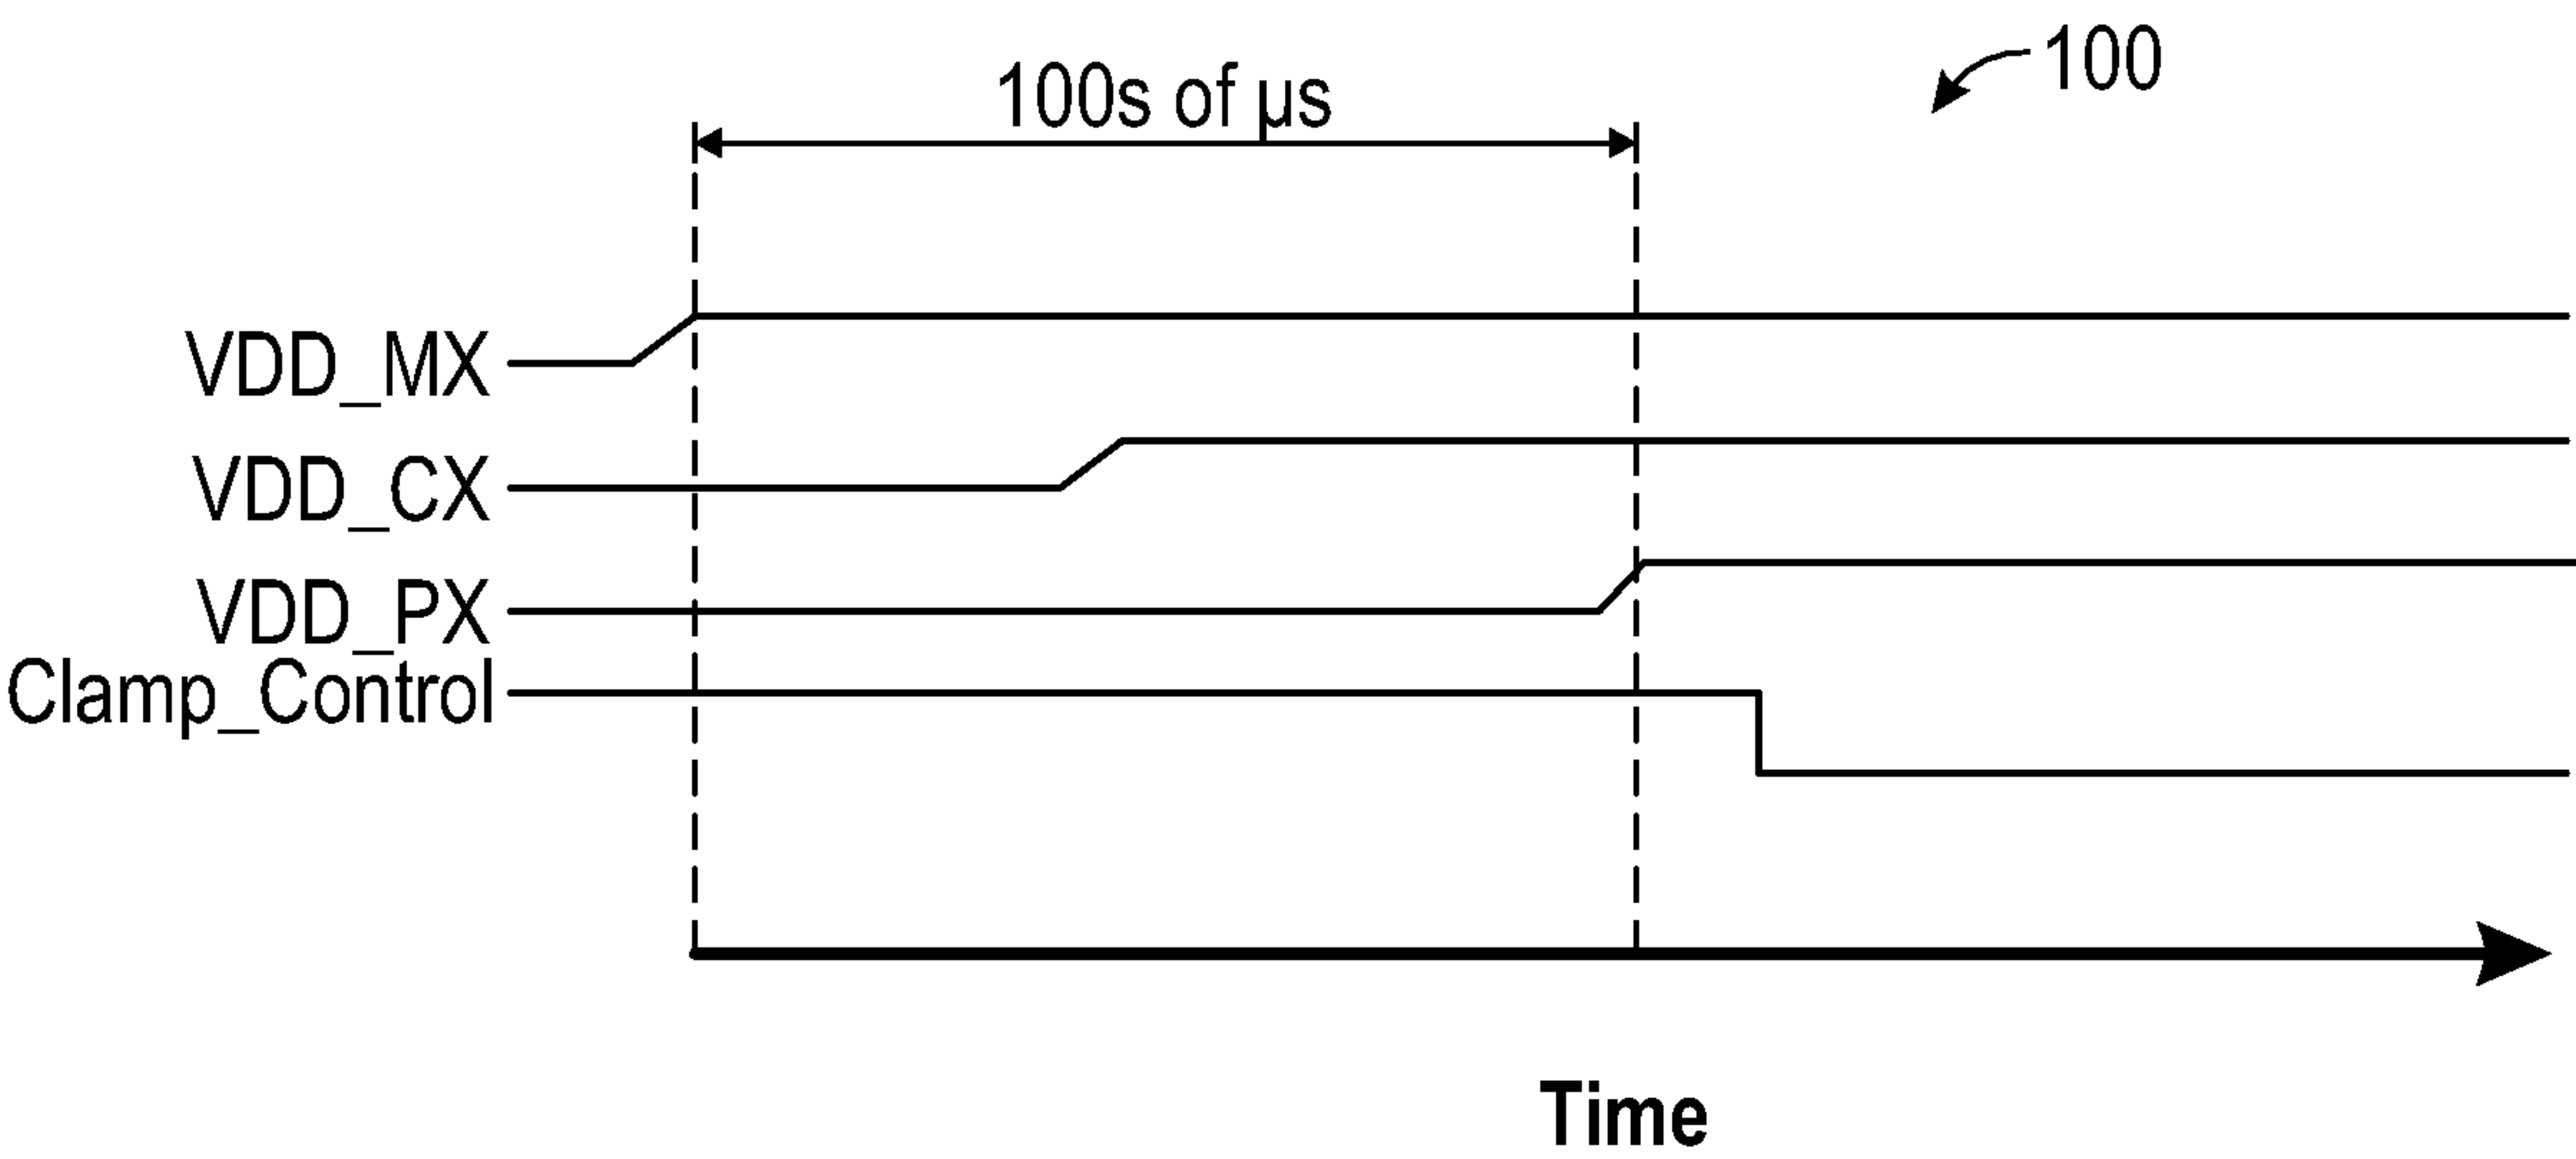 100
100s of µs
VDD_MX
VDD_CX
VDD_PX
Clamp_Control
Time